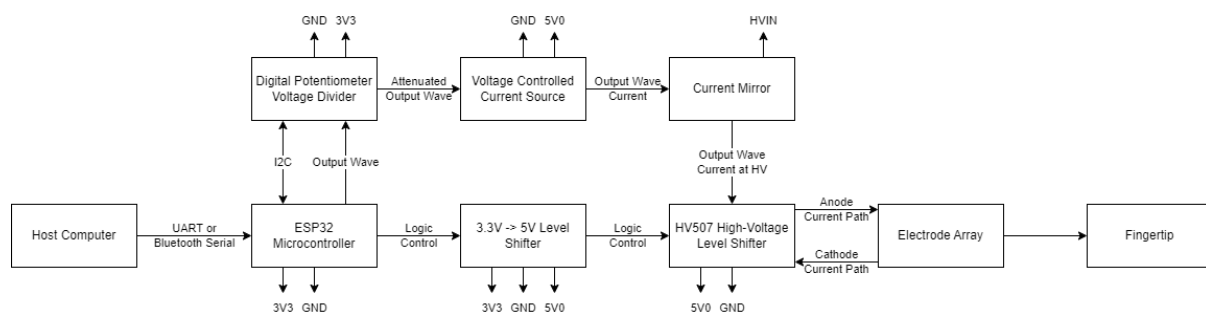 GND 3V3
GND 5V0
HVIN
Digital Potentiometer
Voltage Divider
Attenuated
Output Wave
Voltage Controlled
Current Source
Output Wave
Current
Current Mirror
I2C
Output Wave
Output Wave
Current at HV
Host Computer
UART or
Bluetooth Serial
ESP32
Microcontroller
Logic
Control
3.3V -> 5V Level
Shifter
Logic
Control
HV507 High-Voltage
Level Shifter
Anode
Current Path
Cathode
Current Path
Electrode Array
Fingertip
3V3 GND
3V3 GND 5V0
5V0 GND